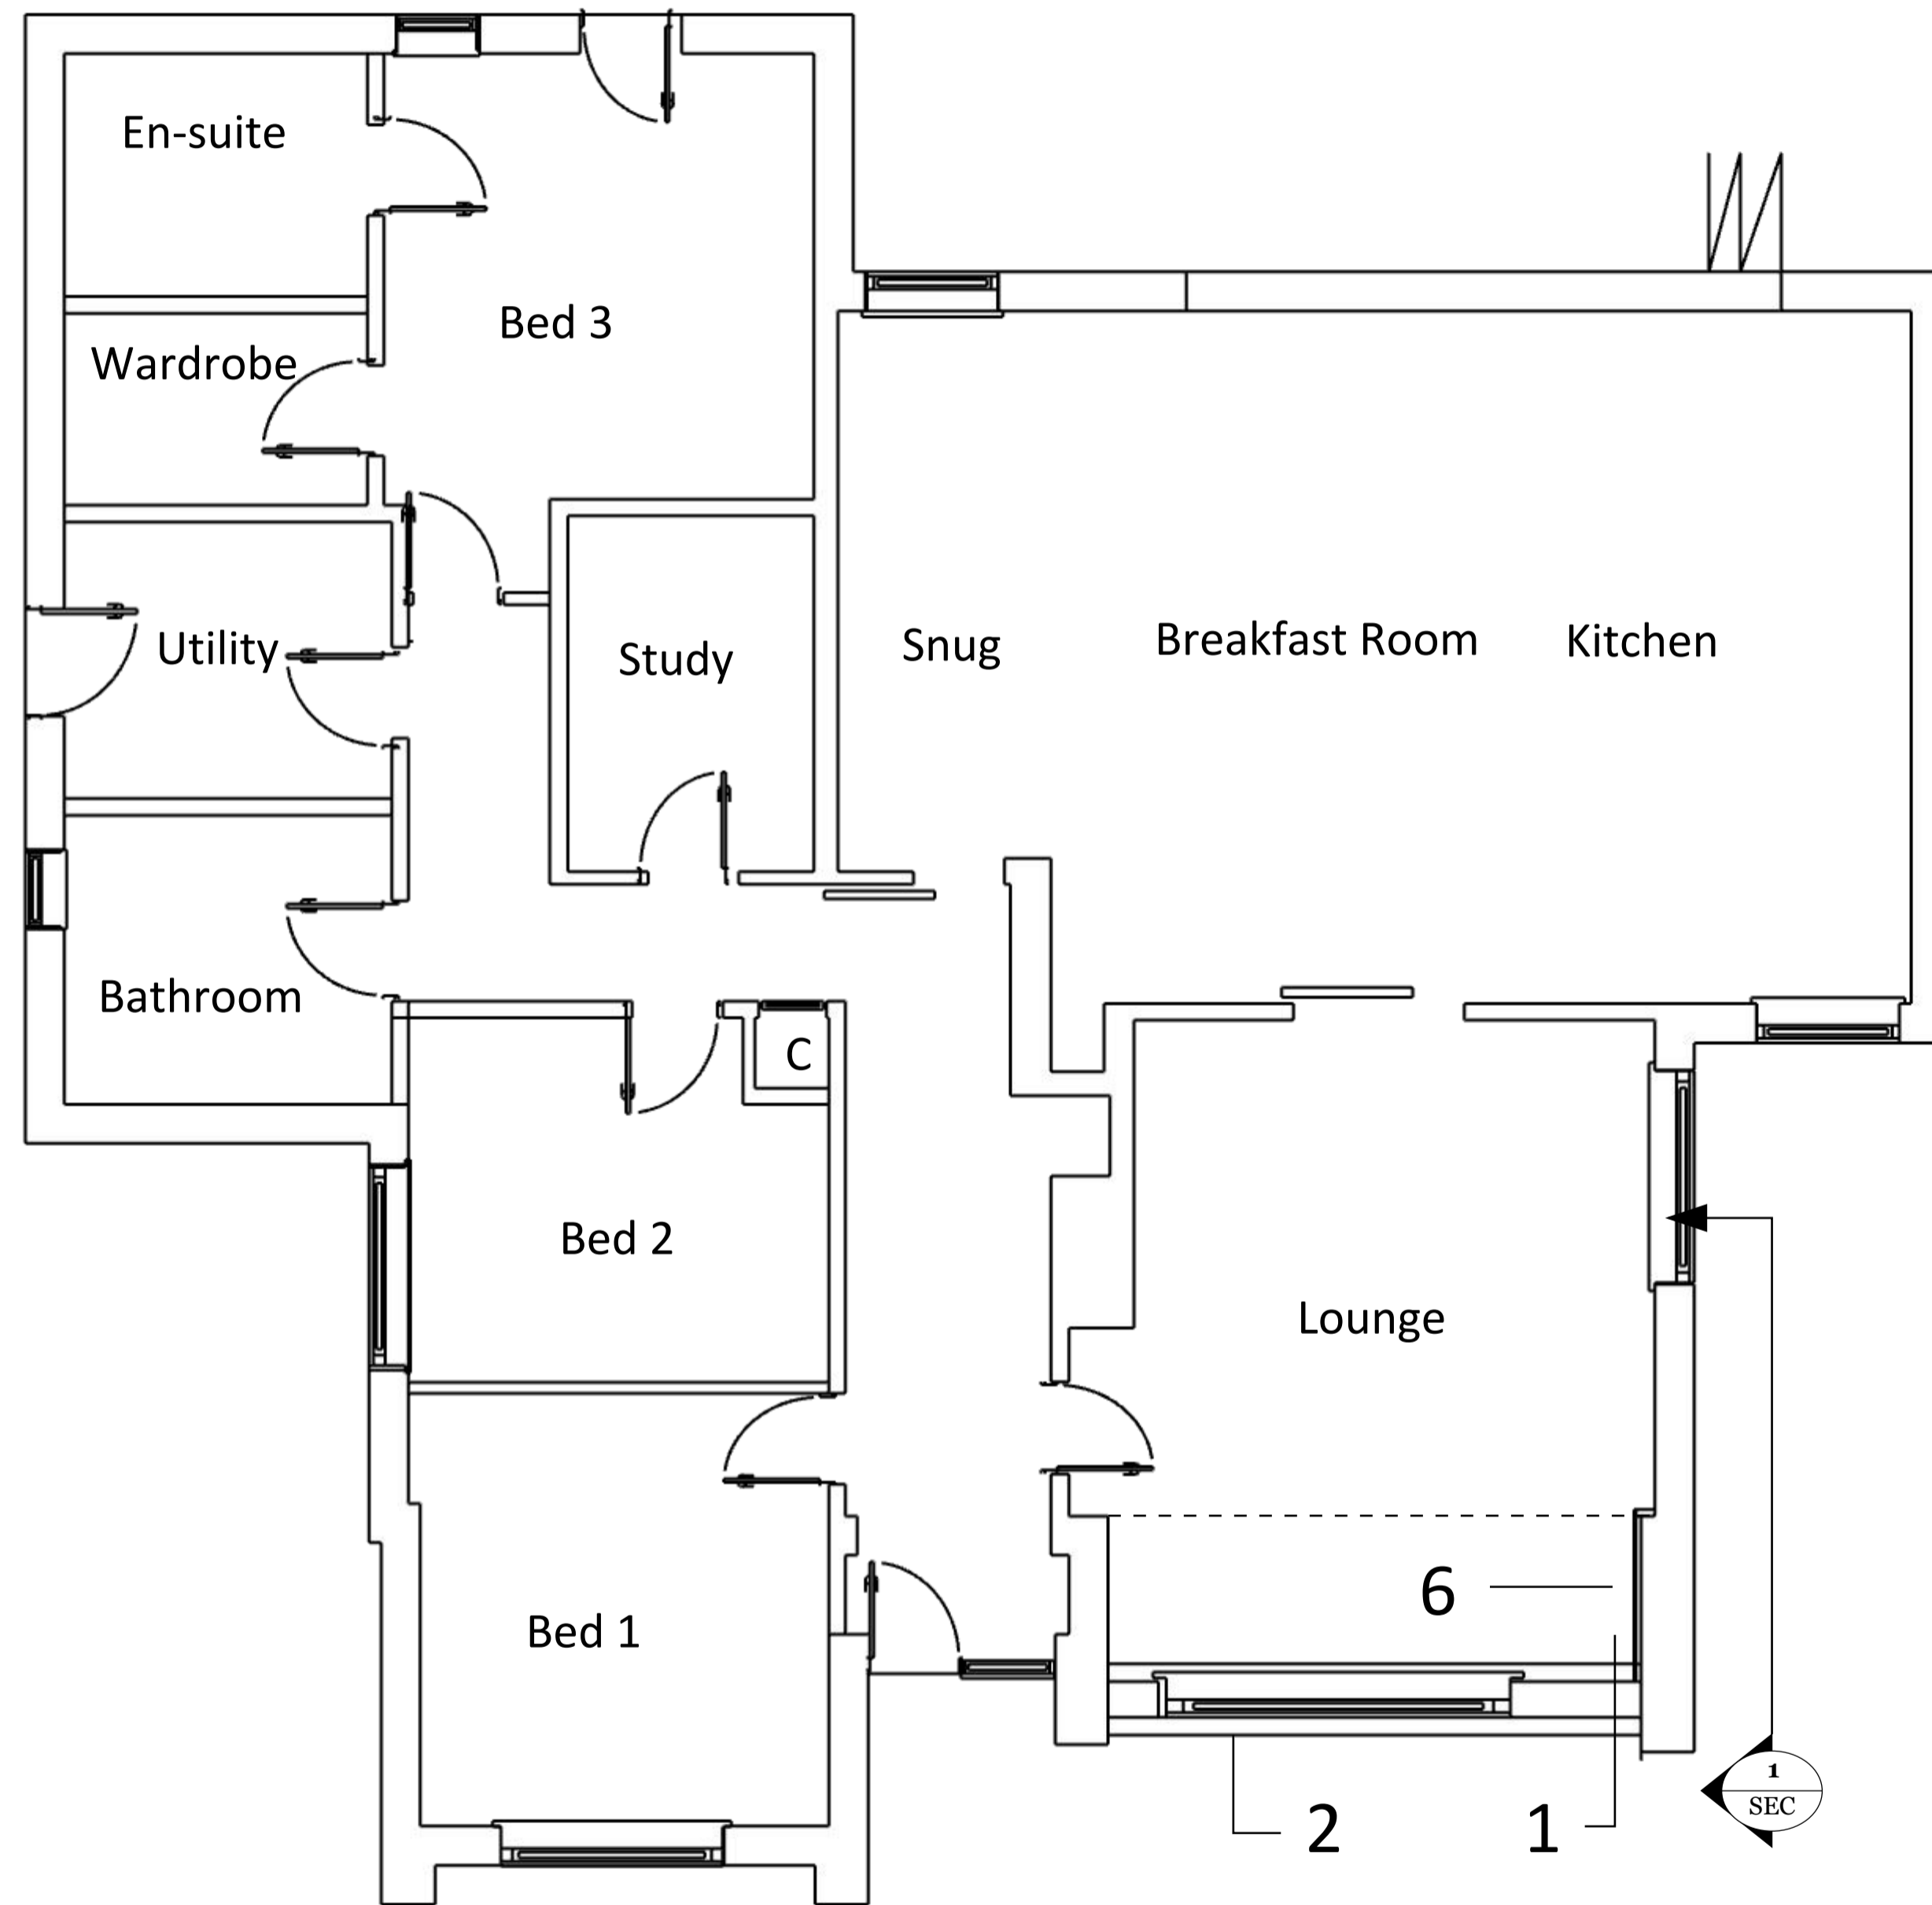 En-suite
Bed 3
Wardrobe
Utility
Study
Snug
Breakfast Room
Kitchen
Bathroom
C
Bed 2
Lounge
6
Bed 1
2
1
1
SEC